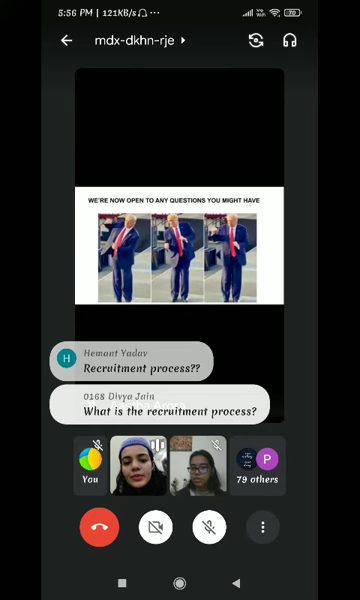 5:56 PM | 121KB/s
mdx-dkhn-rje
WE'RE NOW OPEN TO ANY QUESTIONS YOU MIGHT HAVE
H
Hemant Yadav
Recruitment process??
0168 Divya Jain
What is the recruitment process?
You
P
79 others